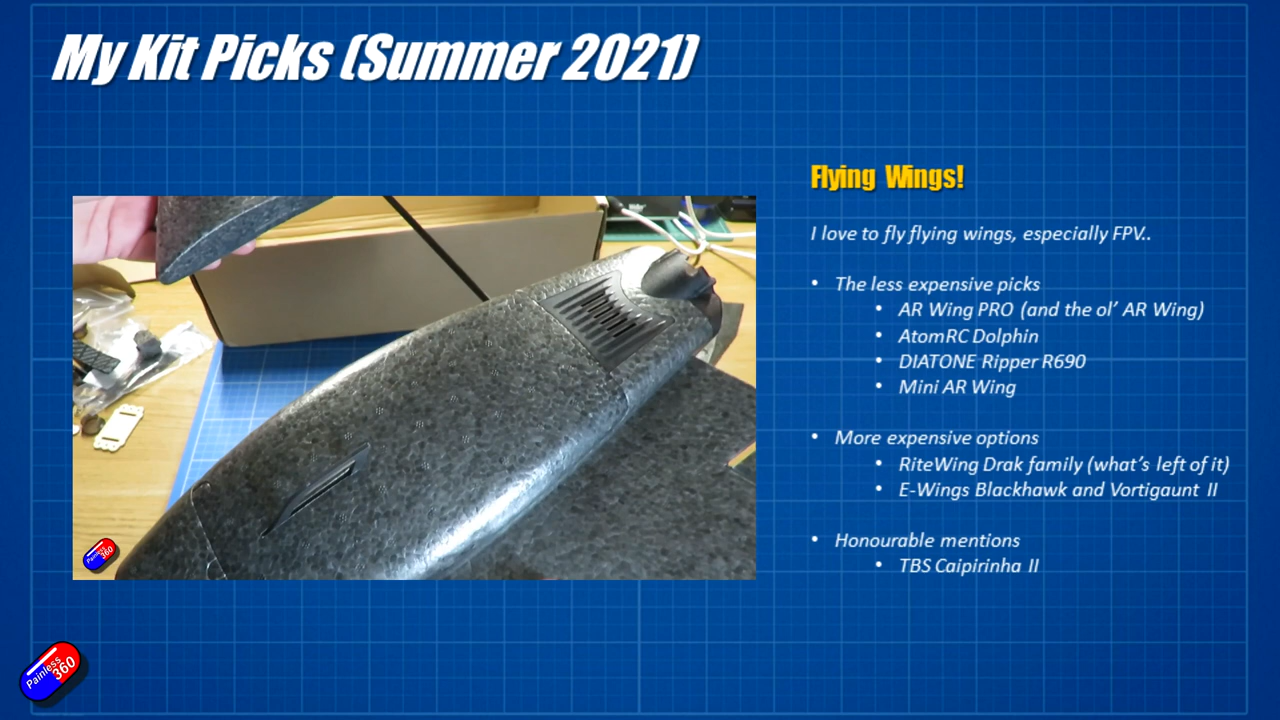 My Kit Picks (Summer 2021)
Flying Wings!
I love to fly flying wings, especially FPV..
• The less expensive picks
• AR Wing PRO (and the ol’ AR Wing)
• AtomRC Dolphin
• DIATONE Ripper R690
• Mini AR Wing
• More expensive options
• RiteWing Drak family (what’s left of it)
• E-Wings Blackhawk and Vortigaunt II
• Honourable mentions
• TBS Caipirinha II
Painless
360
Painless
360